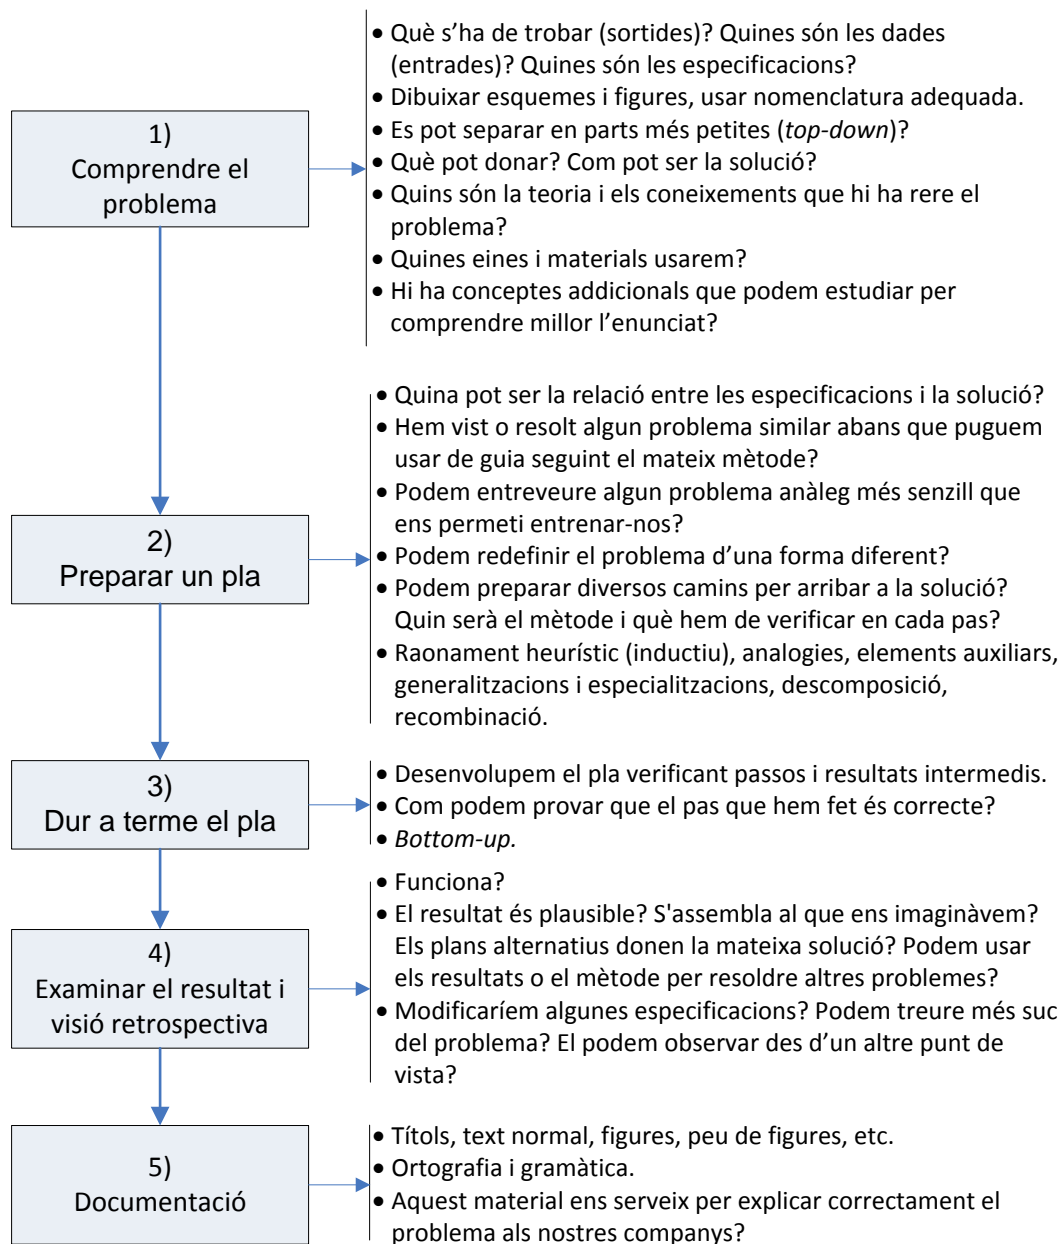 1)
Comprendre el
problema
• Què s’ha de trobar (sortides)? Quines són les dades
(entrades)? Quines són les especificacions?
• Dibuixar esquemes i figures, usar nomenclatura adequada.
• Es pot separar en parts més petites (top-down)?
• Què pot donar? Com pot ser la solució?
• Quins són la teoria i els coneixements que hi ha rere el
problema?
• Quines eines i materials usarem?
• Hi ha conceptes addicionals que podem estudiar per
comprendre millor l’enunciat?
2)
Preparar un pla
• Quina pot ser la relació entre les especificacions i la solució?
• Hem vist o resolt algun problema similar abans que puguem
usar de guia seguint el mateix mètode?
• Podem entreveure algun problema anàleg més senzill que
ens permeti entrenar-nos?
• Podem redefinir el problema d’una forma diferent?
• Podem preparar diversos camins per arribar a la solució?
Quin serà el mètode i què hem de verificar en cada pas?
• Raonament heurístic (inductiu), analogies, elements auxiliars,
generalitzacions i especialitzacions, descomposició,
recombinació.
3)
Dur a terme el pla
• Desenvolupem el pla verificant passos i resultats intermedis.
• Com podem provar que el pas que hem fet és correcte?
• Bottom-up.
4)
Examinar el resultat i
visió retrospectiva
• Funciona?
• El resultat és plausible? S'assembla al que ens imaginàvem?
Els plans alternatius donen la mateixa solució? Podem usar
els resultats o el mètode per resoldre altres problemes?
• Modificaríem algunes especificacions? Podem treure més suc
del problema? El podem observar des d’un altre punt de
vista?
5)
Documentació
• Títols, text normal, figures, peu de figures, etc.
• Ortografia i gramàtica.
• Aquest material ens serveix per explicar correctament el
problema als nostres companys?